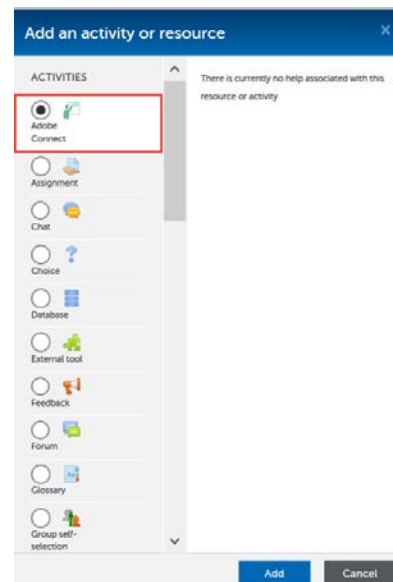 Add an activity or resource
ACTIVITIES
There is currently no help associated with this
resource or activity
Adobe
Connect
Assignment
Chat
Choice
Database
External tool
Feedback
Forum
Glossary
Group self-
selection
Add
Cancel